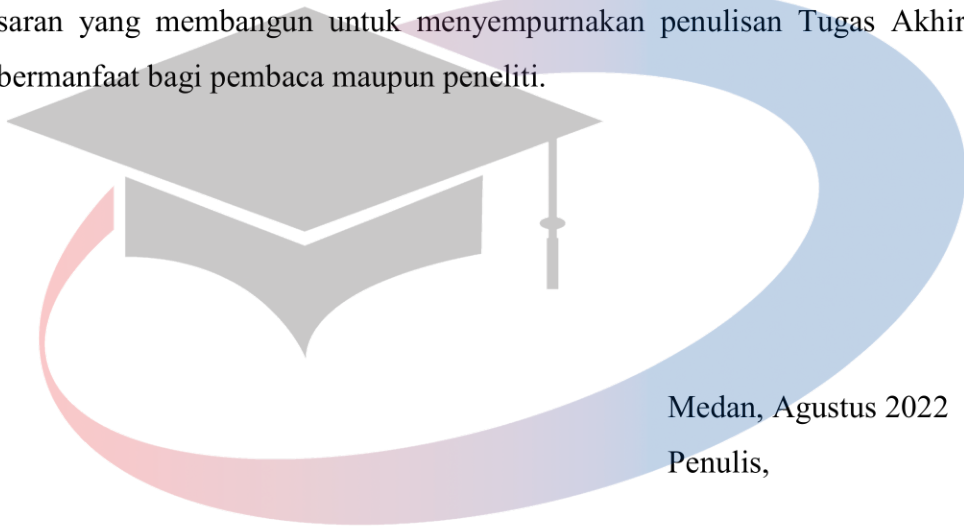 saran yang membangun untuk menyempurnakan penulisan Tugas Akhir
bermanfaat bagi pembaca maupun peneliti.
Medan, Agustus 2022
Penulis,